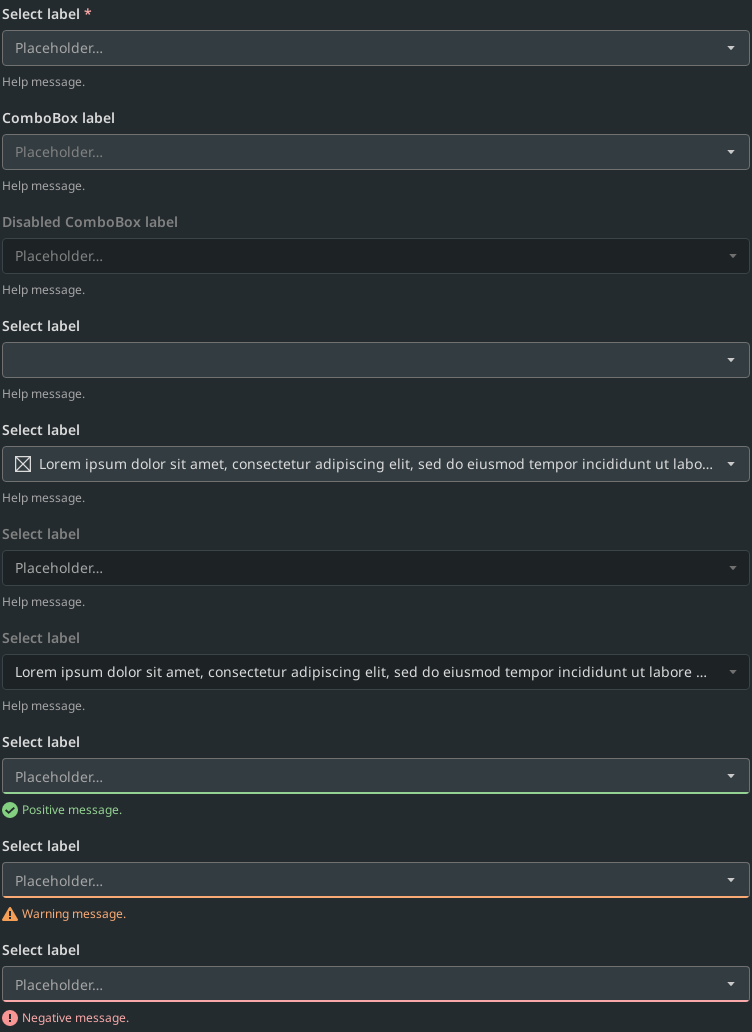 Select label *
Placeholder...
Help message.
ComboBox label
Placeholder...
Help message.
Disabled ComboBox label
Placeholder...
Help message.
Select label
Help message.
Select label
Lorem ipsum dolor sit amet, consectetur adipiscing elit, sed do eiusmod tempor incididunt ut labo...
Help message.
Select label
Placeholder...
Help message.
Select label
Lorem ipsum dolor sit amet, consectetur adipiscing elit, sed do eiusmod tempor incididunt ut labore ...
Help message.
Select label
Placeholder...
Positive message.
Select label
Placeholder...
Warning message.
Select label
Placeholder...
Negative message.